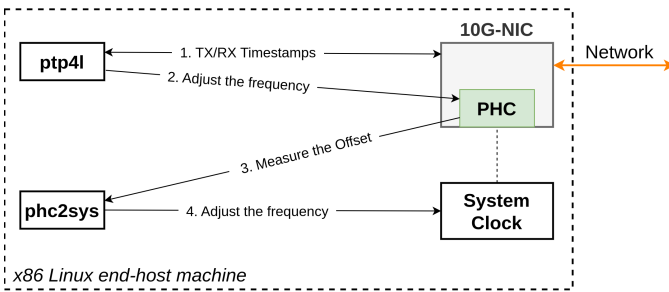 10G-NIC
ptp4l
1. TX/RX Timestamps
Network
2. Adjust the frequency
PHC
3. Measure the Offset
phc2sys
4. Adjust the frequency
System
Clock
x86 Linux end-host machine